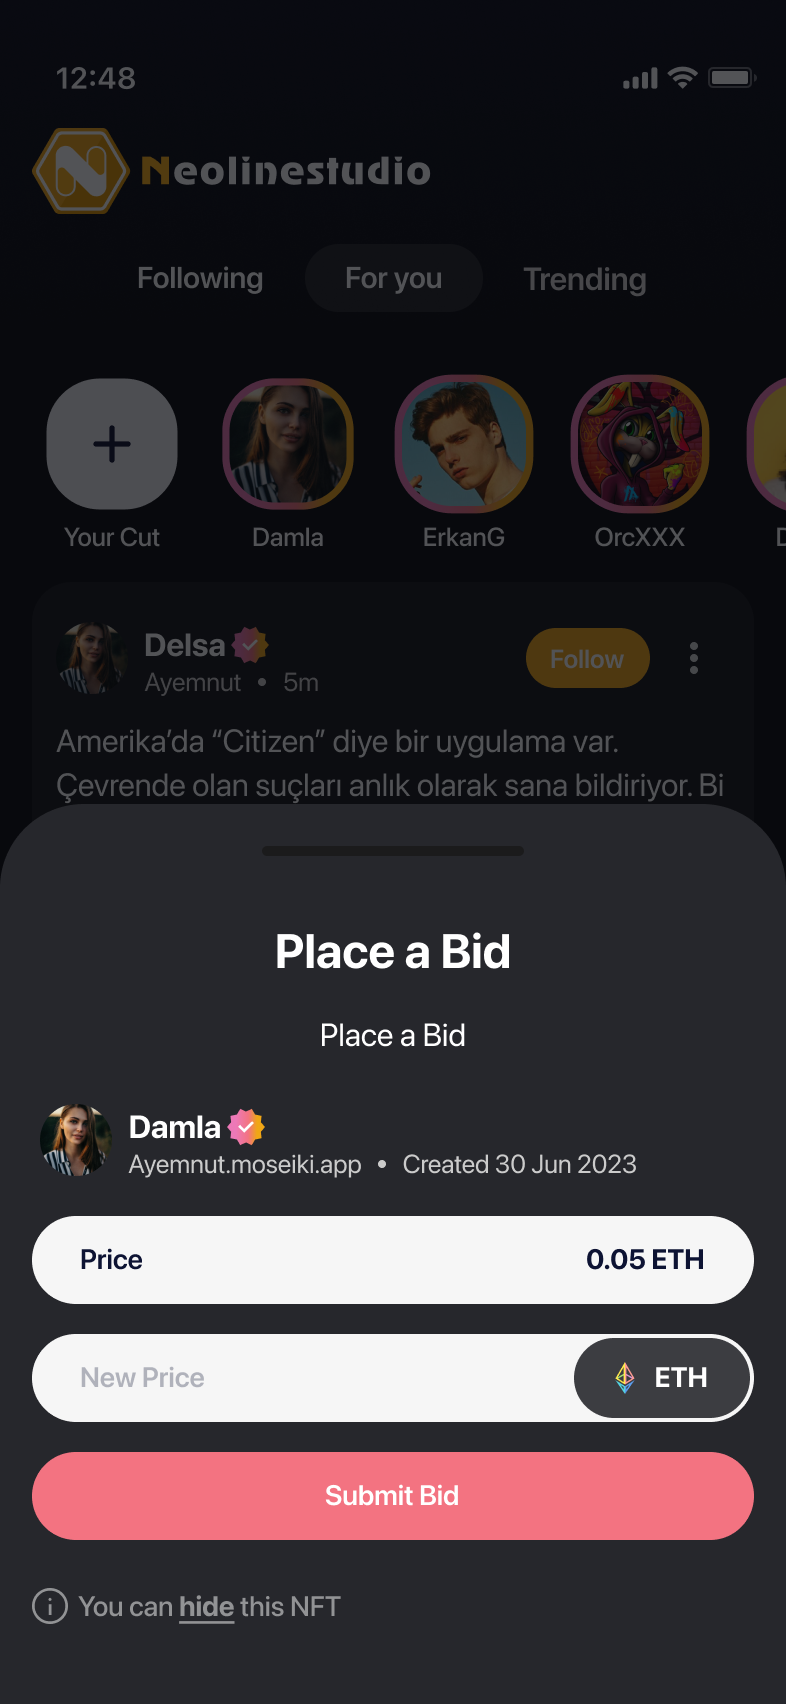 12:48
Neolinestudio
Following For you Trending
Your Cut Damla ErkanG OrcXXX D
Delsa
Follow
Ayemnut • 5m
Amerika’da “Citizen” diye bir uygulama var.
Çevrende olan suçları anlık olarak sana bildiriyor. Bi
Place a Bid
Place a Bid
Damla
Ayemnut.moseiki.app • Created 30 Jun 2023
Price 0.05 ETH
New Price ETH
Submit Bid
You can hide this NFT